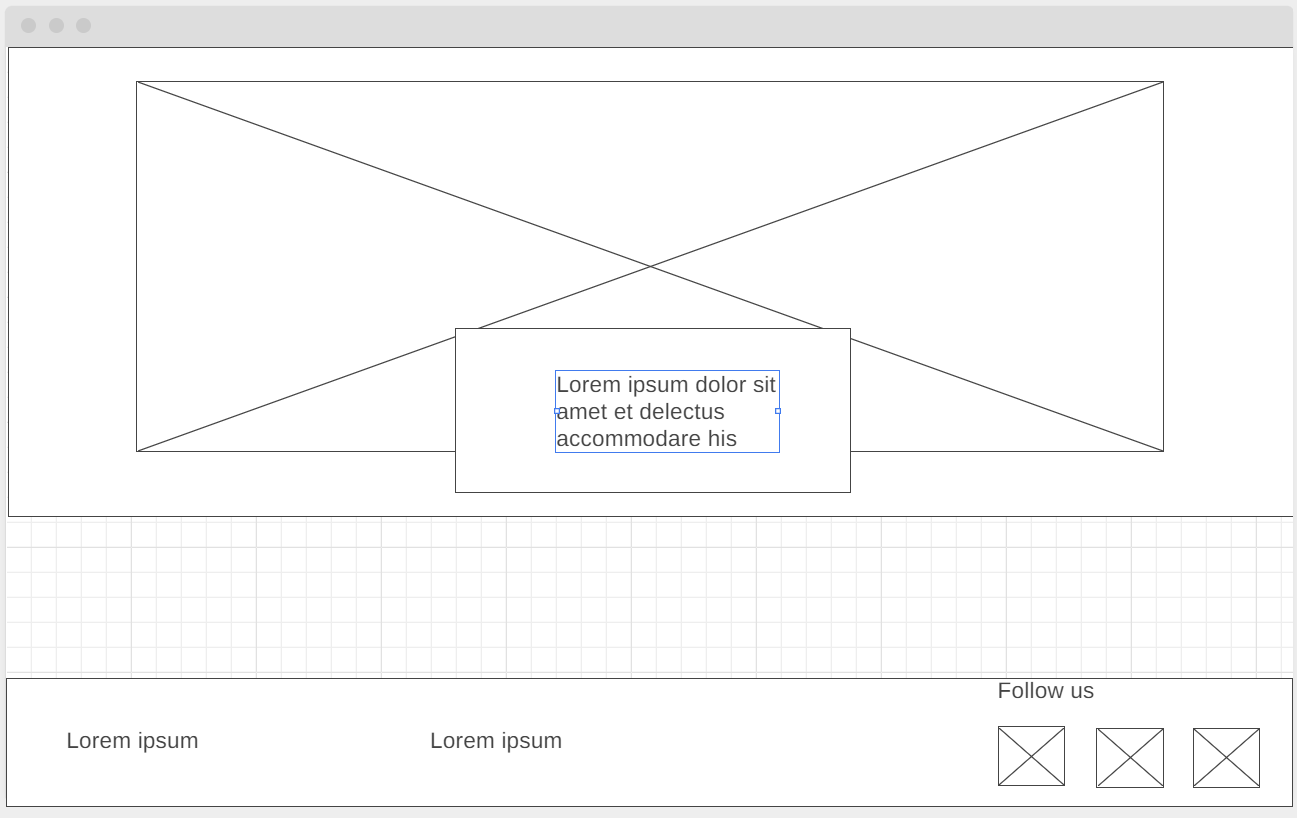 Lorem ipsum dolor sit
amet et delectus
accommodare his
Follow us
Lorem ipsum
Lorem ipsum